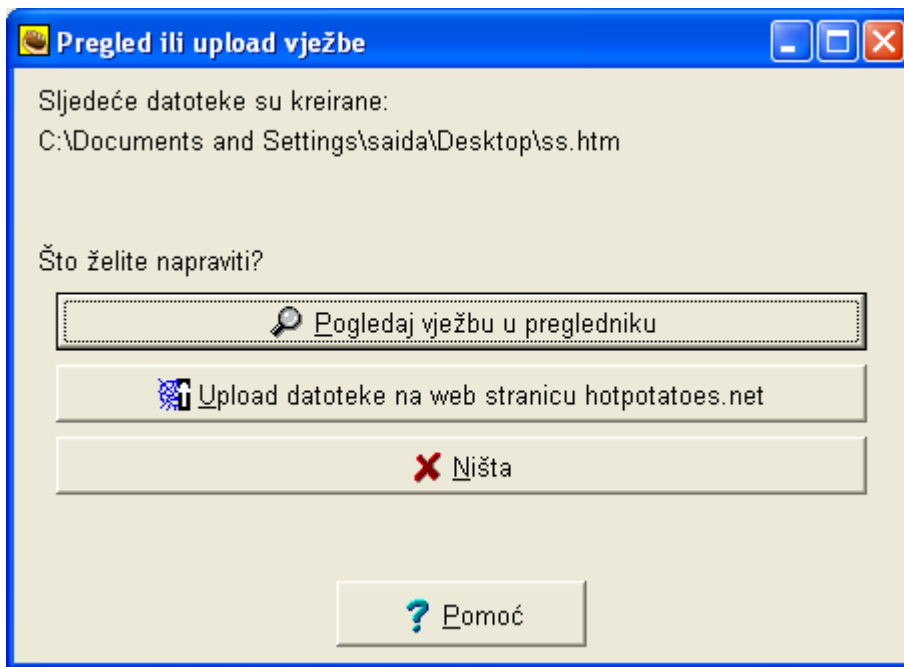 Pregled ili upload vježbe
Sljedeće datoteke su kreirane:
C:\Documents and Settings\saida\Desktop\ss.htm
Što želite napraviti?
Pogledaj vježbu u pregledniku
Upload datoteke na web stranicu hotpotatoes.net
Ništa
Pomoć